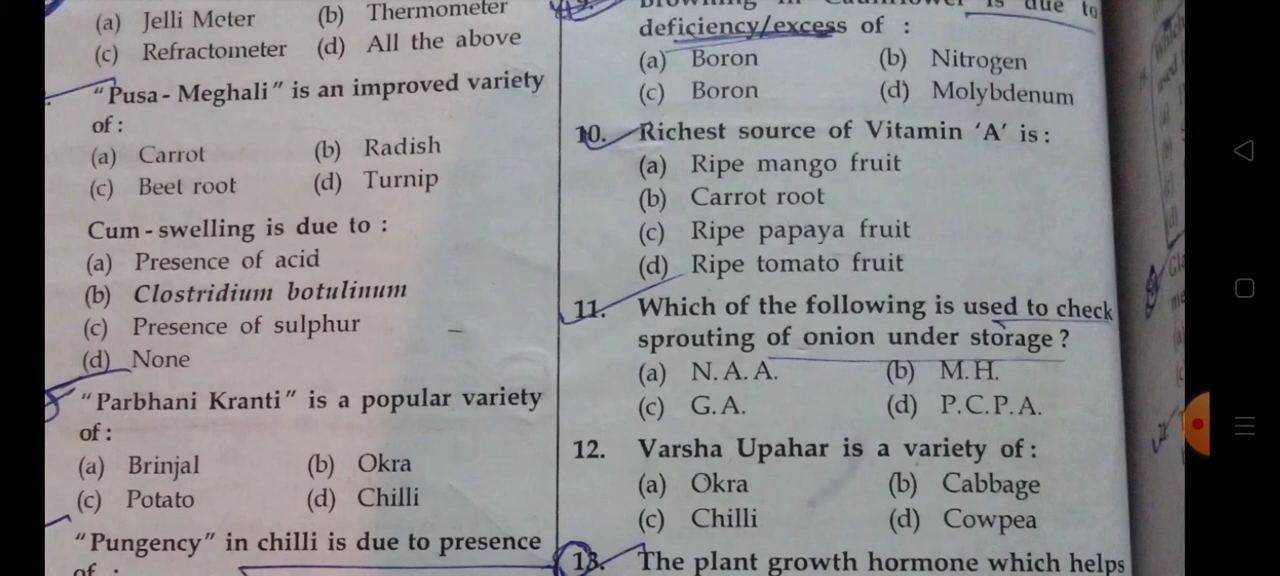 (a) Jelli Meter (b) Thermometer
(c) Refractometer (d) All the above
"Pusa - Meghali" is an improved variety
of :
(a) Carrot (b) Radish
(c) Beet root (d) Turnip
Cum - swelling is due to :
(a) Presence of acid
(b) Clostridium botulinum
(c) Presence of sulphur
(d) None
"Parbhani Kranti" is a popular variety
of :
(a) Brinjal (b) Okra
(c) Potato (d) Chilli
"Pungency" in chilli is due to presence
of :
is due to
deficiency/excess of :
(a) Boron (b) Nitrogen
(c) Boron (d) Molybdenum
10. Richest source of Vitamin 'A' is :
(a) Ripe mango fruit
(b) Carrot root
(c) Ripe papaya fruit
(d) Ripe tomato fruit
11. Which of the following is used to check
sprouting of onion under storage ?
(a) N.A.A. (b) M.H.
(c) G.A. (d) P.C.P.A.
12. Varsha Upahar is a variety of :
(a) Okra (b) Cabbage
(c) Chilli (d) Cowpea
13. The plant growth hormone which helps